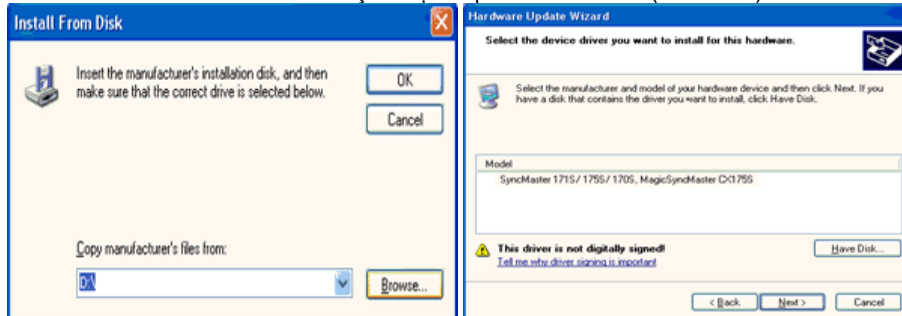 Install From Disk
Insert the manufacturer's installation disk, and then
make sure that the correct drive is selected below.
OK
Cancel
Copy manufacturer's files from:
D:\
Browse...
Hardware Update Wizard
Select the device driver you want to install for this hardware.
Select the manufacturer and model of your hardware device and then click Next. If you
have a disk that contains the driver you want to install, click Have Disk.
Model
SyncMaster 171S/ 175S/ 170S, MagicSyncMaster CX175S
This driver is not digitally signed!
Tell me why driver signing is important
Have Disk...
< Back
Next >
Cancel